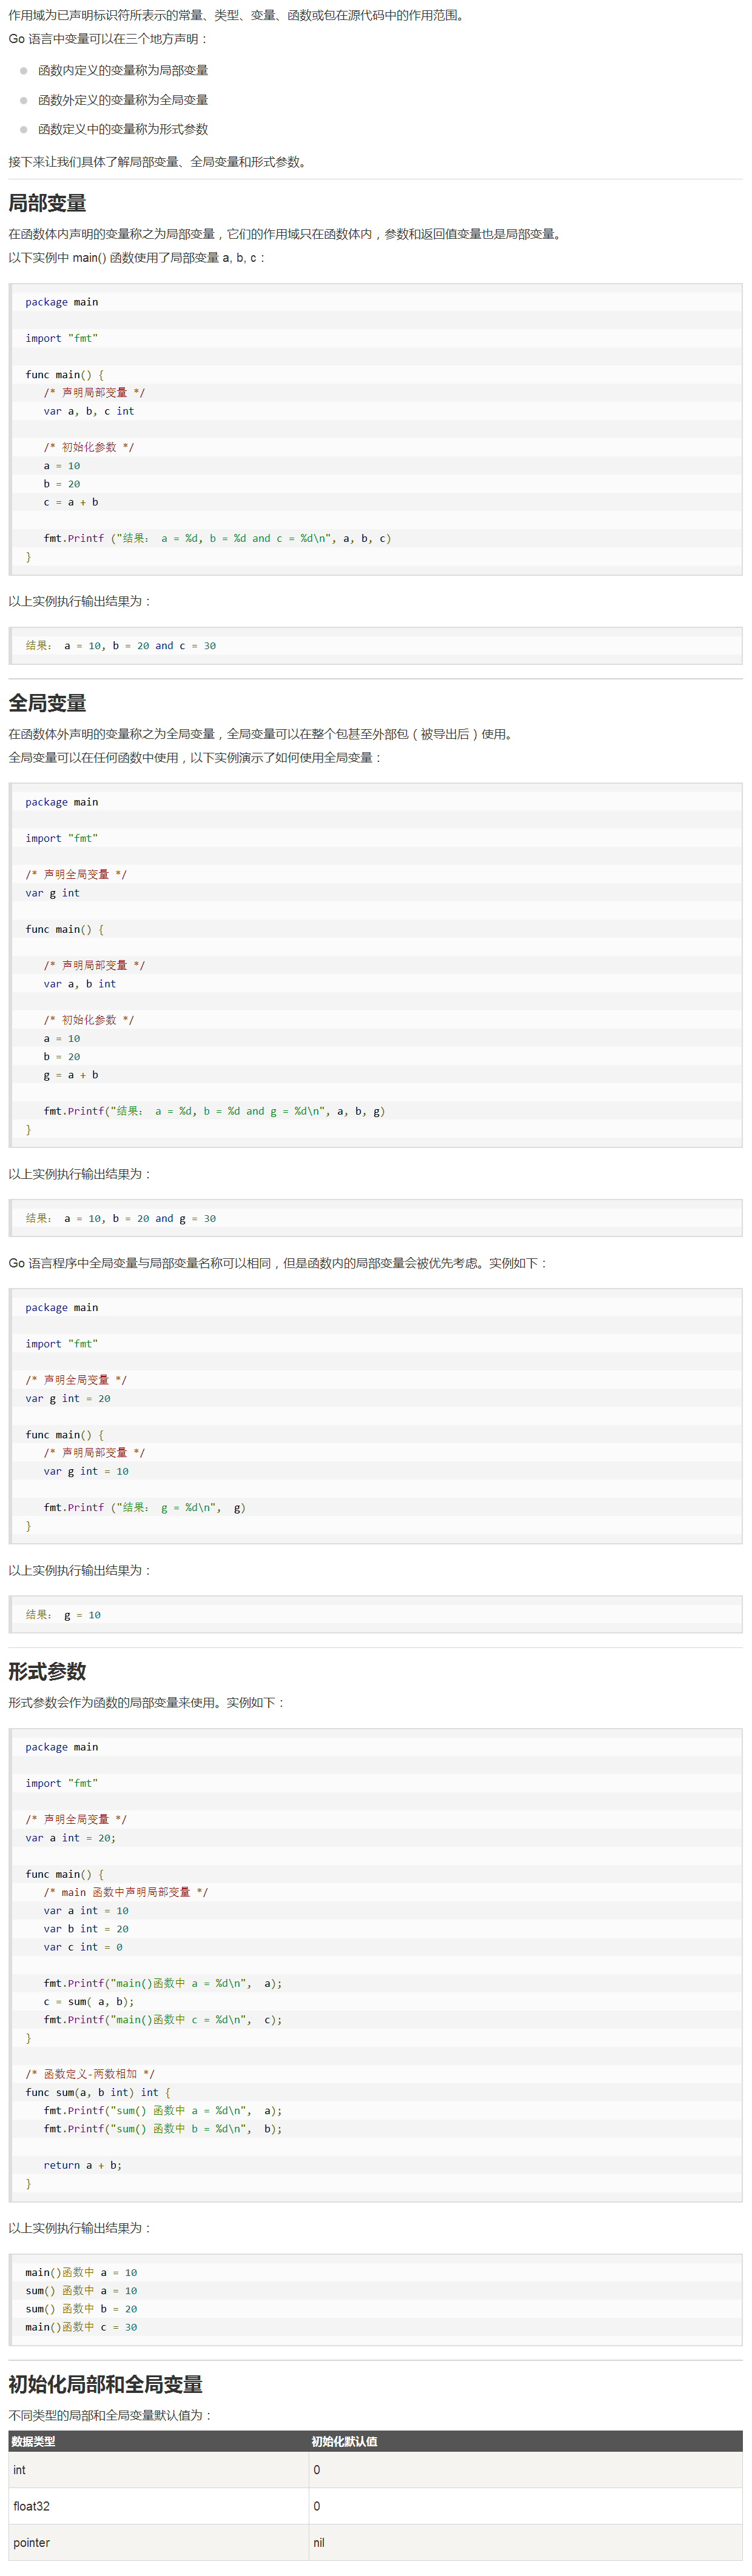 作用域为已声明标识符所表示的常量、类型、变量、函数或包在源代码中的作用范围。
Go 语言中变量可以在三个地方声明：
函数内定义的变量称为局部变量
函数外定义的变量称为全局变量
函数定义中的变量称为形式参数
接下来让我们具体了解局部变量、全局变量和形式参数。
局部变量
在函数体内声明的变量称之为局部变量，它们的作用域只在函数体内，参数和返回值变量也是局部变量。
以下实例中 main() 函数使用了局部变量 a, b, c：
package main
import "fmt"
func main() {
   /* 声明局部变量 */
   var a, b, c int
   /* 初始化参数 */
   a = 10
   b = 20
   c = a + b
   fmt.Printf ("结果： a = %d, b = %d and c = %d\n", a, b, c)
}
以上实例执行输出结果为：
结果： a = 10, b = 20 and c = 30
全局变量
在函数体外声明的变量称之为全局变量，全局变量可以在整个包甚至外部包（被导出后）使用。
全局变量可以在任何函数中使用，以下实例演示了如何使用全局变量：
package main
import "fmt"
/* 声明全局变量 */
var g int
func main() {
   /* 声明局部变量 */
   var a, b int
   /* 初始化参数 */
   a = 10
   b = 20
   g = a + b
   fmt.Printf("结果： a = %d, b = %d and g = %d\n", a, b, g)
}
以上实例执行输出结果为：
结果： a = 10, b = 20 and g = 30
Go 语言程序中全局变量与局部变量名称可以相同，但是函数内的局部变量会被优先考虑。实例如下：
package main
import "fmt"
/* 声明全局变量 */
var g int = 20
func main() {
   /* 声明局部变量 */
   var g int = 10
   fmt.Printf ("结果： g = %d\n",  g)
}
以上实例执行输出结果为：
结果： g = 10
形式参数
形式参数会作为函数的局部变量来使用。实例如下：
package main
import "fmt"
/* 声明全局变量 */
var a int = 20;
func main() {
   /* main 函数中声明局部变量 */
   var a int = 10
   var b int = 20
   var c int = 0
   fmt.Printf("main()函数中 a = %d\n",  a);
   c = sum( a, b);
   fmt.Printf("main()函数中 c = %d\n",  c);
}
/* 函数定义-两数相加 */
func sum(a, b int) int {
   fmt.Printf("sum() 函数中 a = %d\n",  a);
   fmt.Printf("sum() 函数中 b = %d\n",  b);
   return a + b;
}
以上实例执行输出结果为：
main()函数中 a = 10
sum() 函数中 a = 10
sum() 函数中 b = 20
main()函数中 c = 30
初始化局部和全局变量
不同类型的局部和全局变量默认值为：
数据类型 初始化默认值
int 0
float32 0
pointer nil